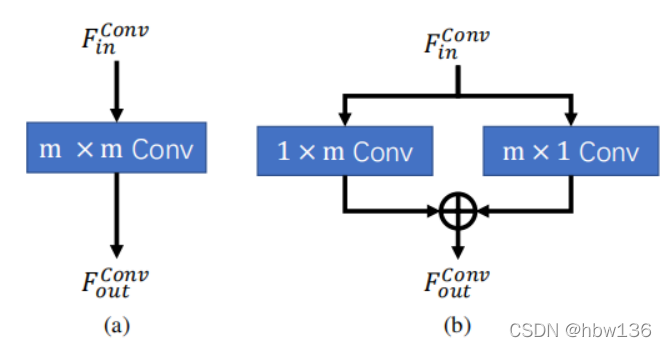 F_{in}^{Conv}
m × m Conv
F_{out}^{Conv}
(a)
F_{in}^{Conv}
1 × m Conv
m × 1 Conv
F_{out}^{Conv}
(b)
CSDN @hbw136